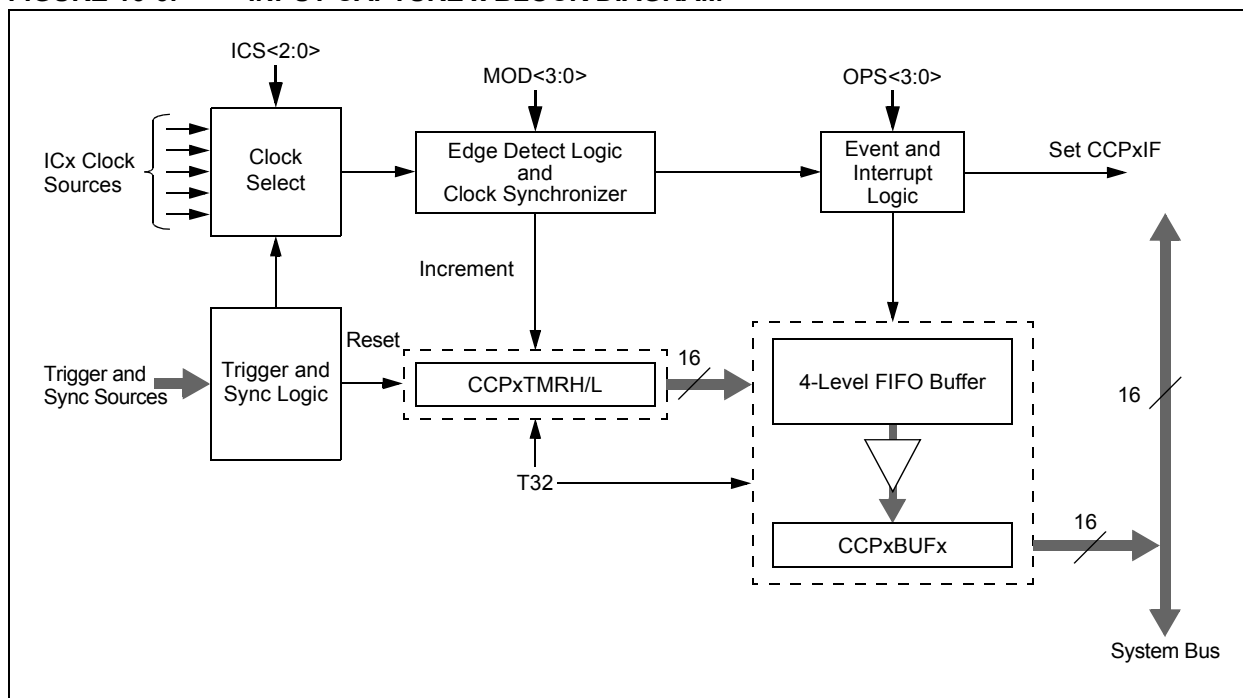 ICS<2:0>
MOD<3:0>
OPS<3:0>
ICx Clock
Sources
Clock
Select
Edge Detect Logic
and
Clock Synchronizer
Event and
Interrupt
Logic
Set CCPxIF
Increment
Reset
Trigger and
Sync Sources
Trigger and
Sync Logic
CCPxTMRH/L
16
4-Level FIFO Buffer
16
T32
CCPxBUFx
16
System Bus